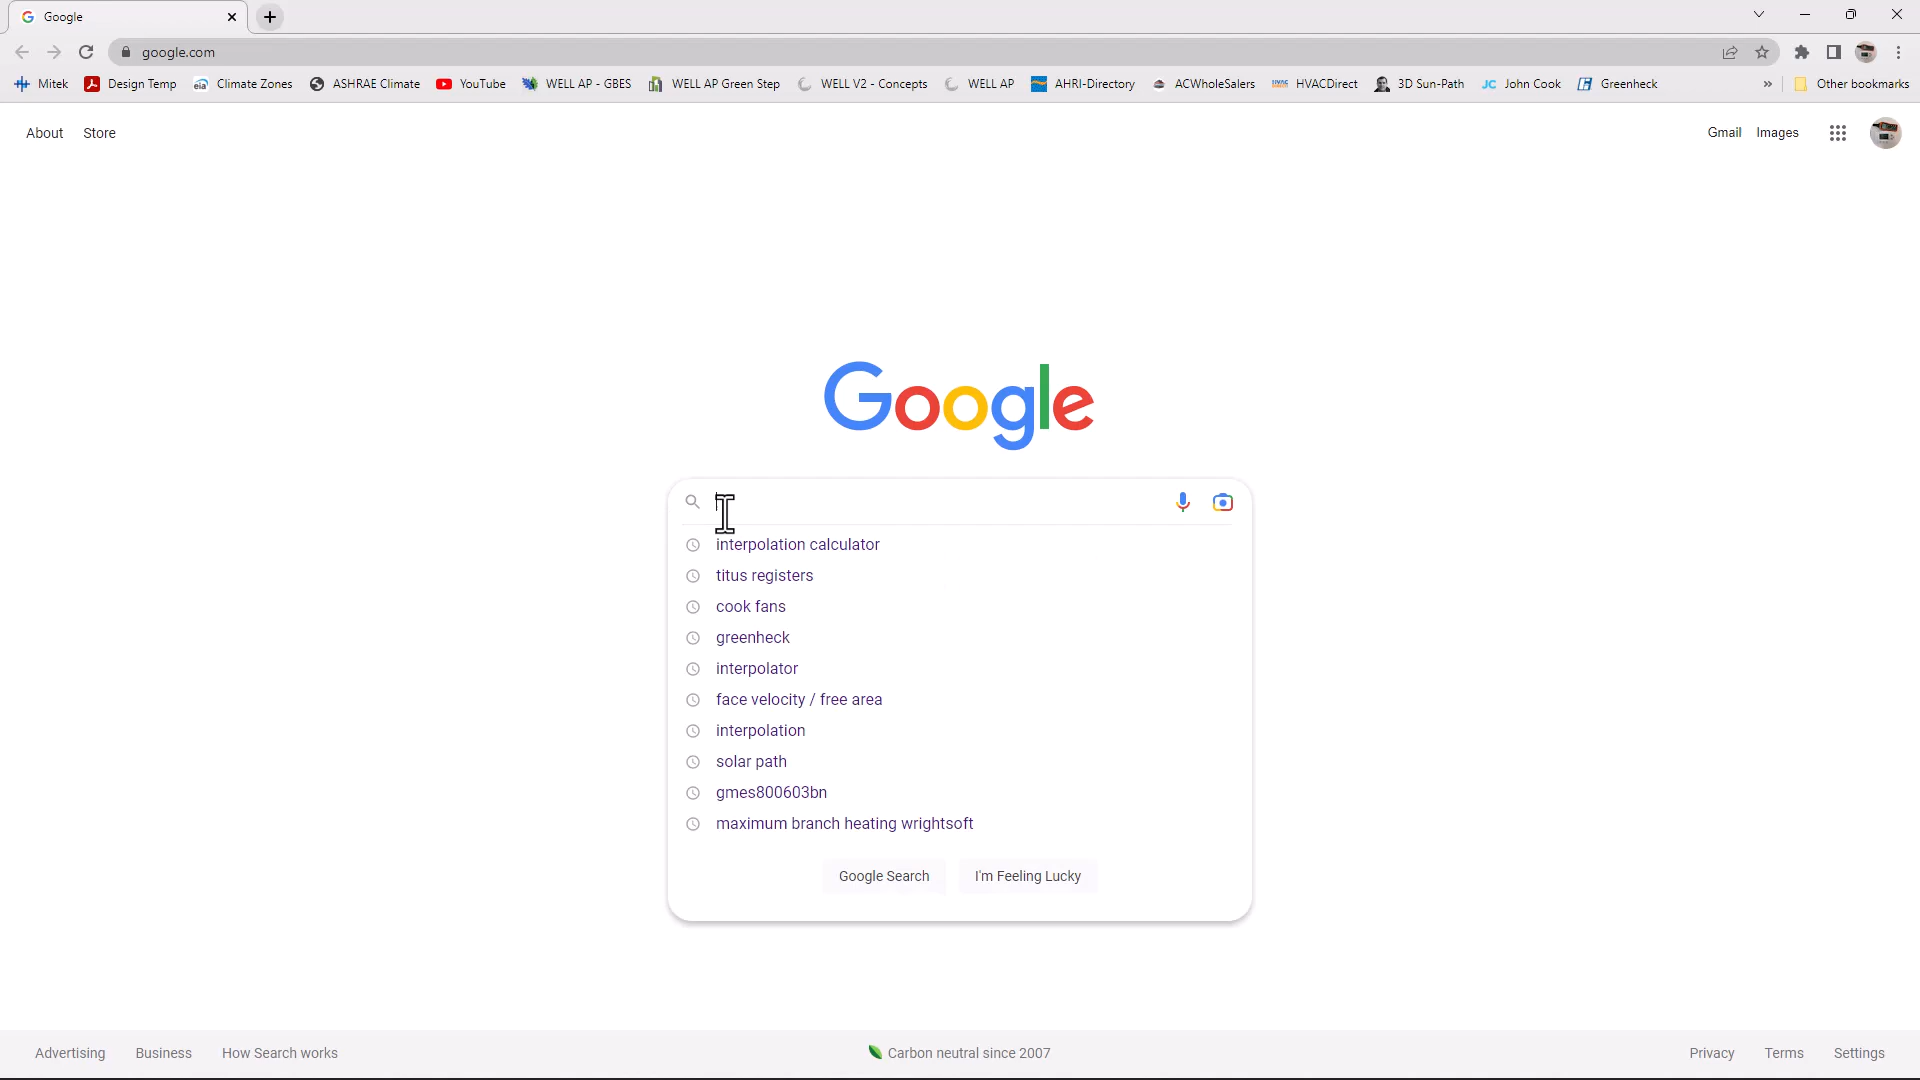 Google
google.com
Mitek Design Temp Climate Zones ASHRAE Climate YouTube WELL AP - GBES WELL AP Green Step WELL V2 - Concepts WELL AP AHRI-Directory ACWholeSalers HVACDirect 3D Sun-Path JC John Cook Greenheck » Other bookmarks
About Store Gmail Images
Google
interpolation calculator
titus registers
cook fans
greenheck
interpolator
face velocity / free area
interpolation
solar path
gmes800603bn
maximum branch heating wrightsoft
Google Search I'm Feeling Lucky
Advertising Business How Search works Carbon neutral since 2007 Privacy Terms Settings